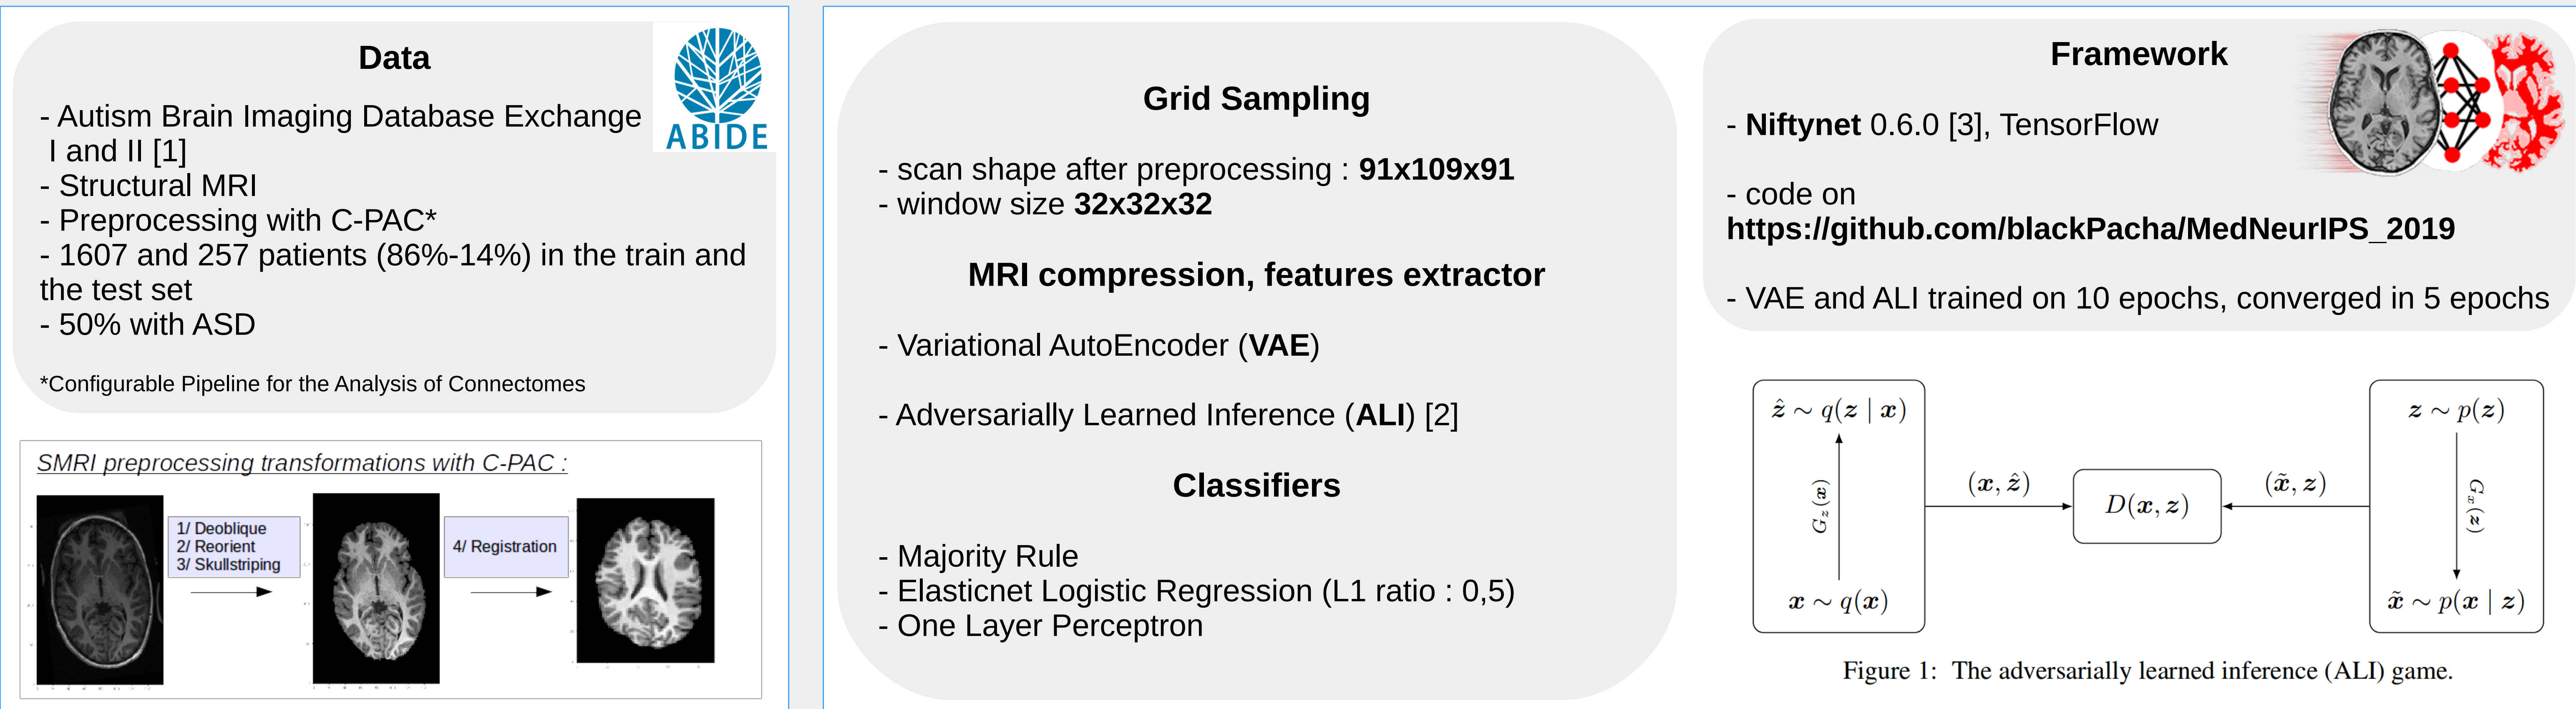 Data
ABIDE
- Autism Brain Imaging Database Exchange
I and II [1]
- Structural MRI
- Preprocessing with C-PAC*
- 1607 and 257 patients (86%-14%) in the train and
the test set
- 50% with ASD
*Configurable Pipeline for the Analysis of Connectomes
SMRI preprocessing transformations with C-PAC :
1/ Deoblique
2/ Reorient
3/ Skullstriping
4/ Registration
Grid Sampling
- scan shape after preprocessing : 91x109x91
- window size 32x32x32
MRI compression, features extractor
- Variational AutoEncoder (VAE)
- Adversarially Learned Inference (ALI) [2]
Classifiers
- Majority Rule
- Elasticnet Logistic Regression (L1 ratio : 0,5)
- One Layer Perceptron
Framework
- Niftynet 0.6.0 [3], TensorFlow
- code on
https://github.com/blackPacha/MedNeurIPS_2019
- VAE and ALI trained on 10 epochs, converged in 5 epochs
ẑ ∼ q(z | x)
G_z(x)
x ∼ q(x)
(x, ẑ)
D(x, z)
(x̃, z)
z ∼ p(z)
G_x(z)
x̃ ∼ p(x | z)
Figure 1: The adversarially learned inference (ALI) game.